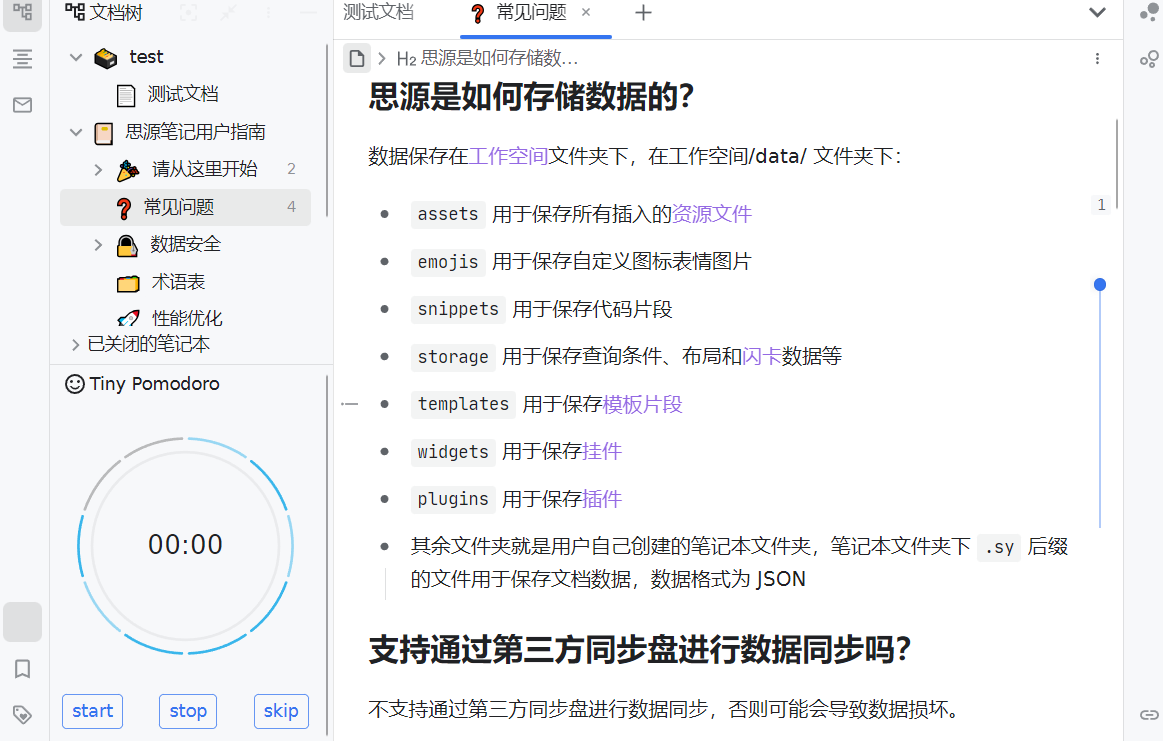 文档树
test
测试文档
思源笔记用户指南
请从这里开始 2
常见问题 4
数据安全
术语表
性能优化
已关闭的笔记本
Tiny Pomodoro
00:00
start stop skip
测试文档 常见问题
H2 思源是如何存储数...
思源是如何存储数据的?
数据保存在工作空间文件夹下，在工作空间/data/ 文件夹下：
1
assets 用于保存所有插入的资源文件
emojis 用于保存自定义图标表情图片
snippets 用于保存代码片段
storage 用于保存查询条件、布局和闪卡数据等
templates 用于保存模板片段
widgets 用于保存挂件
plugins 用于保存插件
其余文件夹就是用户自己创建的笔记本文件夹，笔记本文件夹下 .sy 后缀
的文件用于保存文档数据，数据格式为 JSON
支持通过第三方同步盘进行数据同步吗?
不支持通过第三方同步盘进行数据同步，否则可能会导致数据损坏。